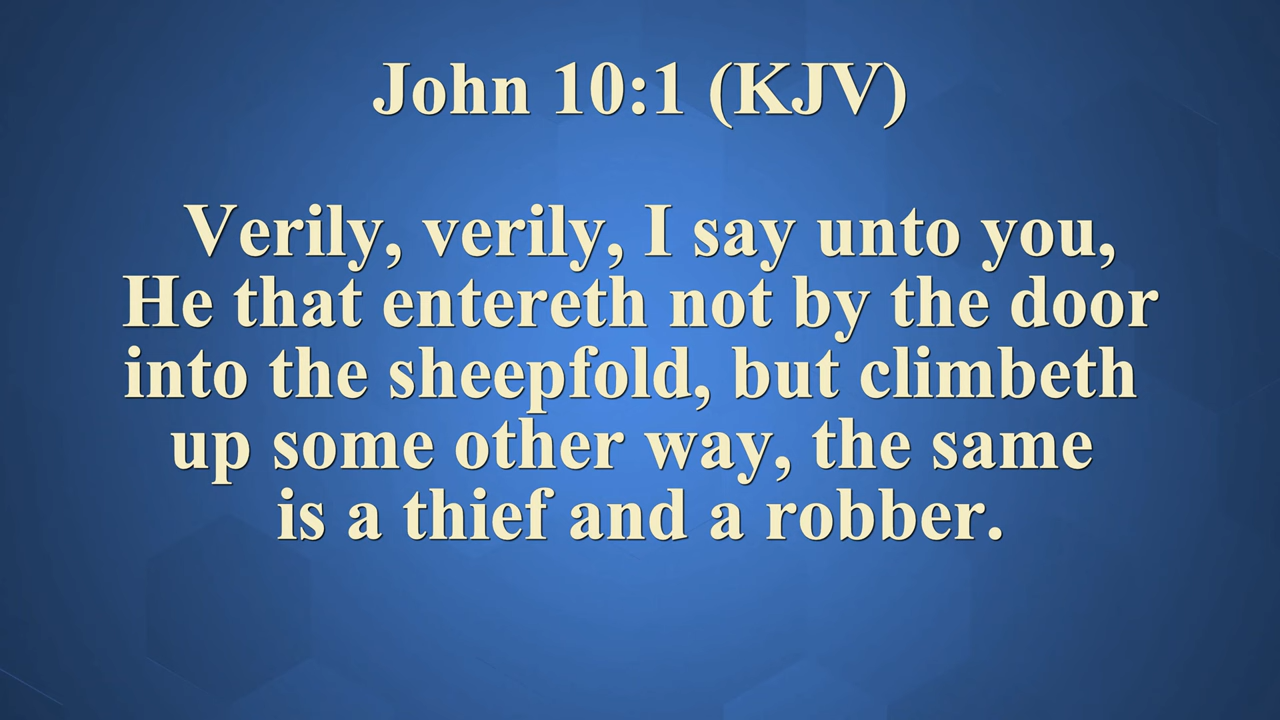 John 10:1 (KJV)
Verily, verily, I say unto you,
He that entereth not by the door
into the sheepfold, but climbeth
up some other way, the same
is a thief and a robber.